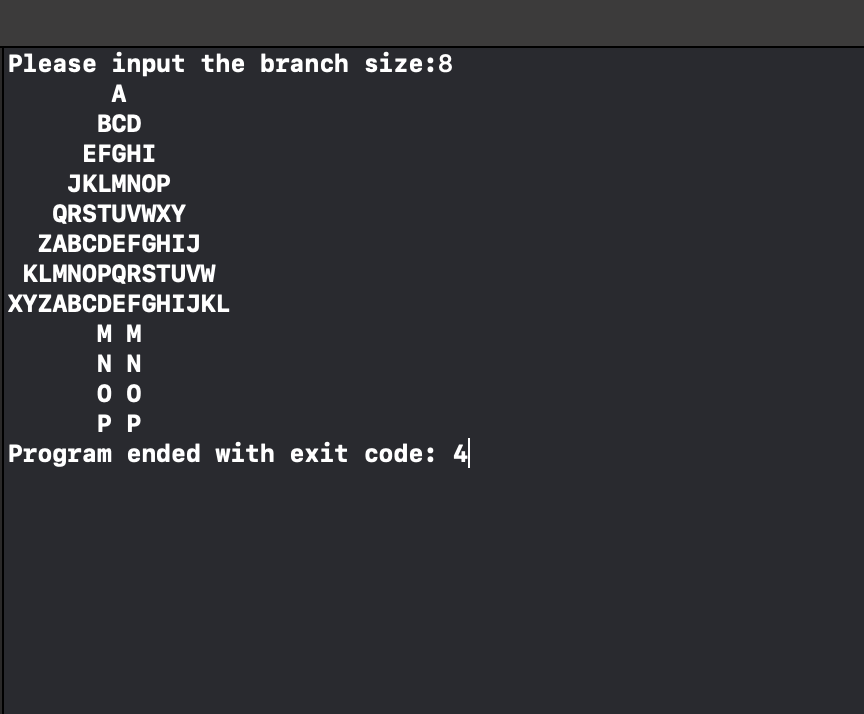 Please input the branch size:8
       A
      BCD
     EFGHI
    JKLMNOP
   QRSTUVWXY
  ZABCDEFGHIJ
 KLMNOPQRSTUVW
XYZABCDEFGHIJKL
      M M
      N N
      O O
      P P
Program ended with exit code: 4